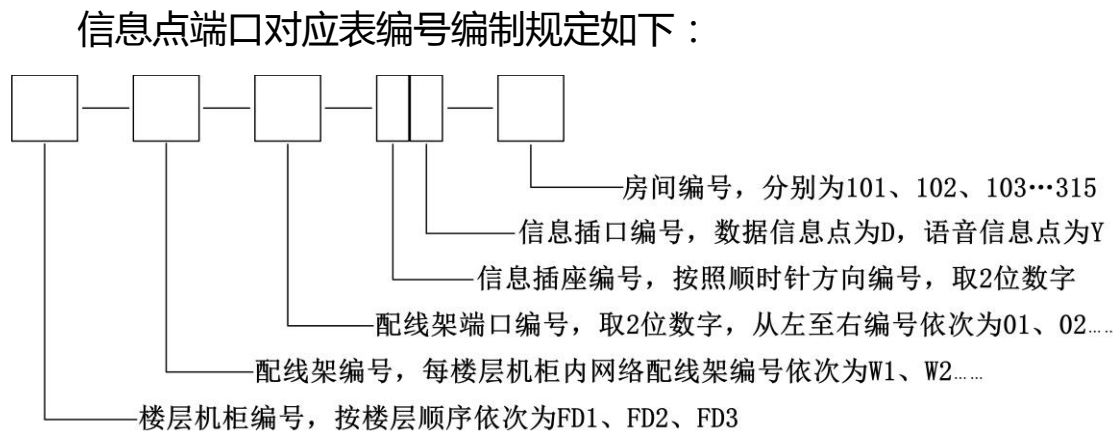 信息点端口对应表编号编制规定如下：
房间编号，分别为101、102、103…315
信息插口编号，数据信息点为D，语音信息点为Y
信息插座编号，按照顺时针方向编号，取2位数字
配线架端口编号，取2位数字，从左至右编号依次为01、02……
配线架编号，每楼层机柜内网络配线架编号依次为W1、W2……
楼层机柜编号，按楼层顺序依次为FD1、FD2、FD3